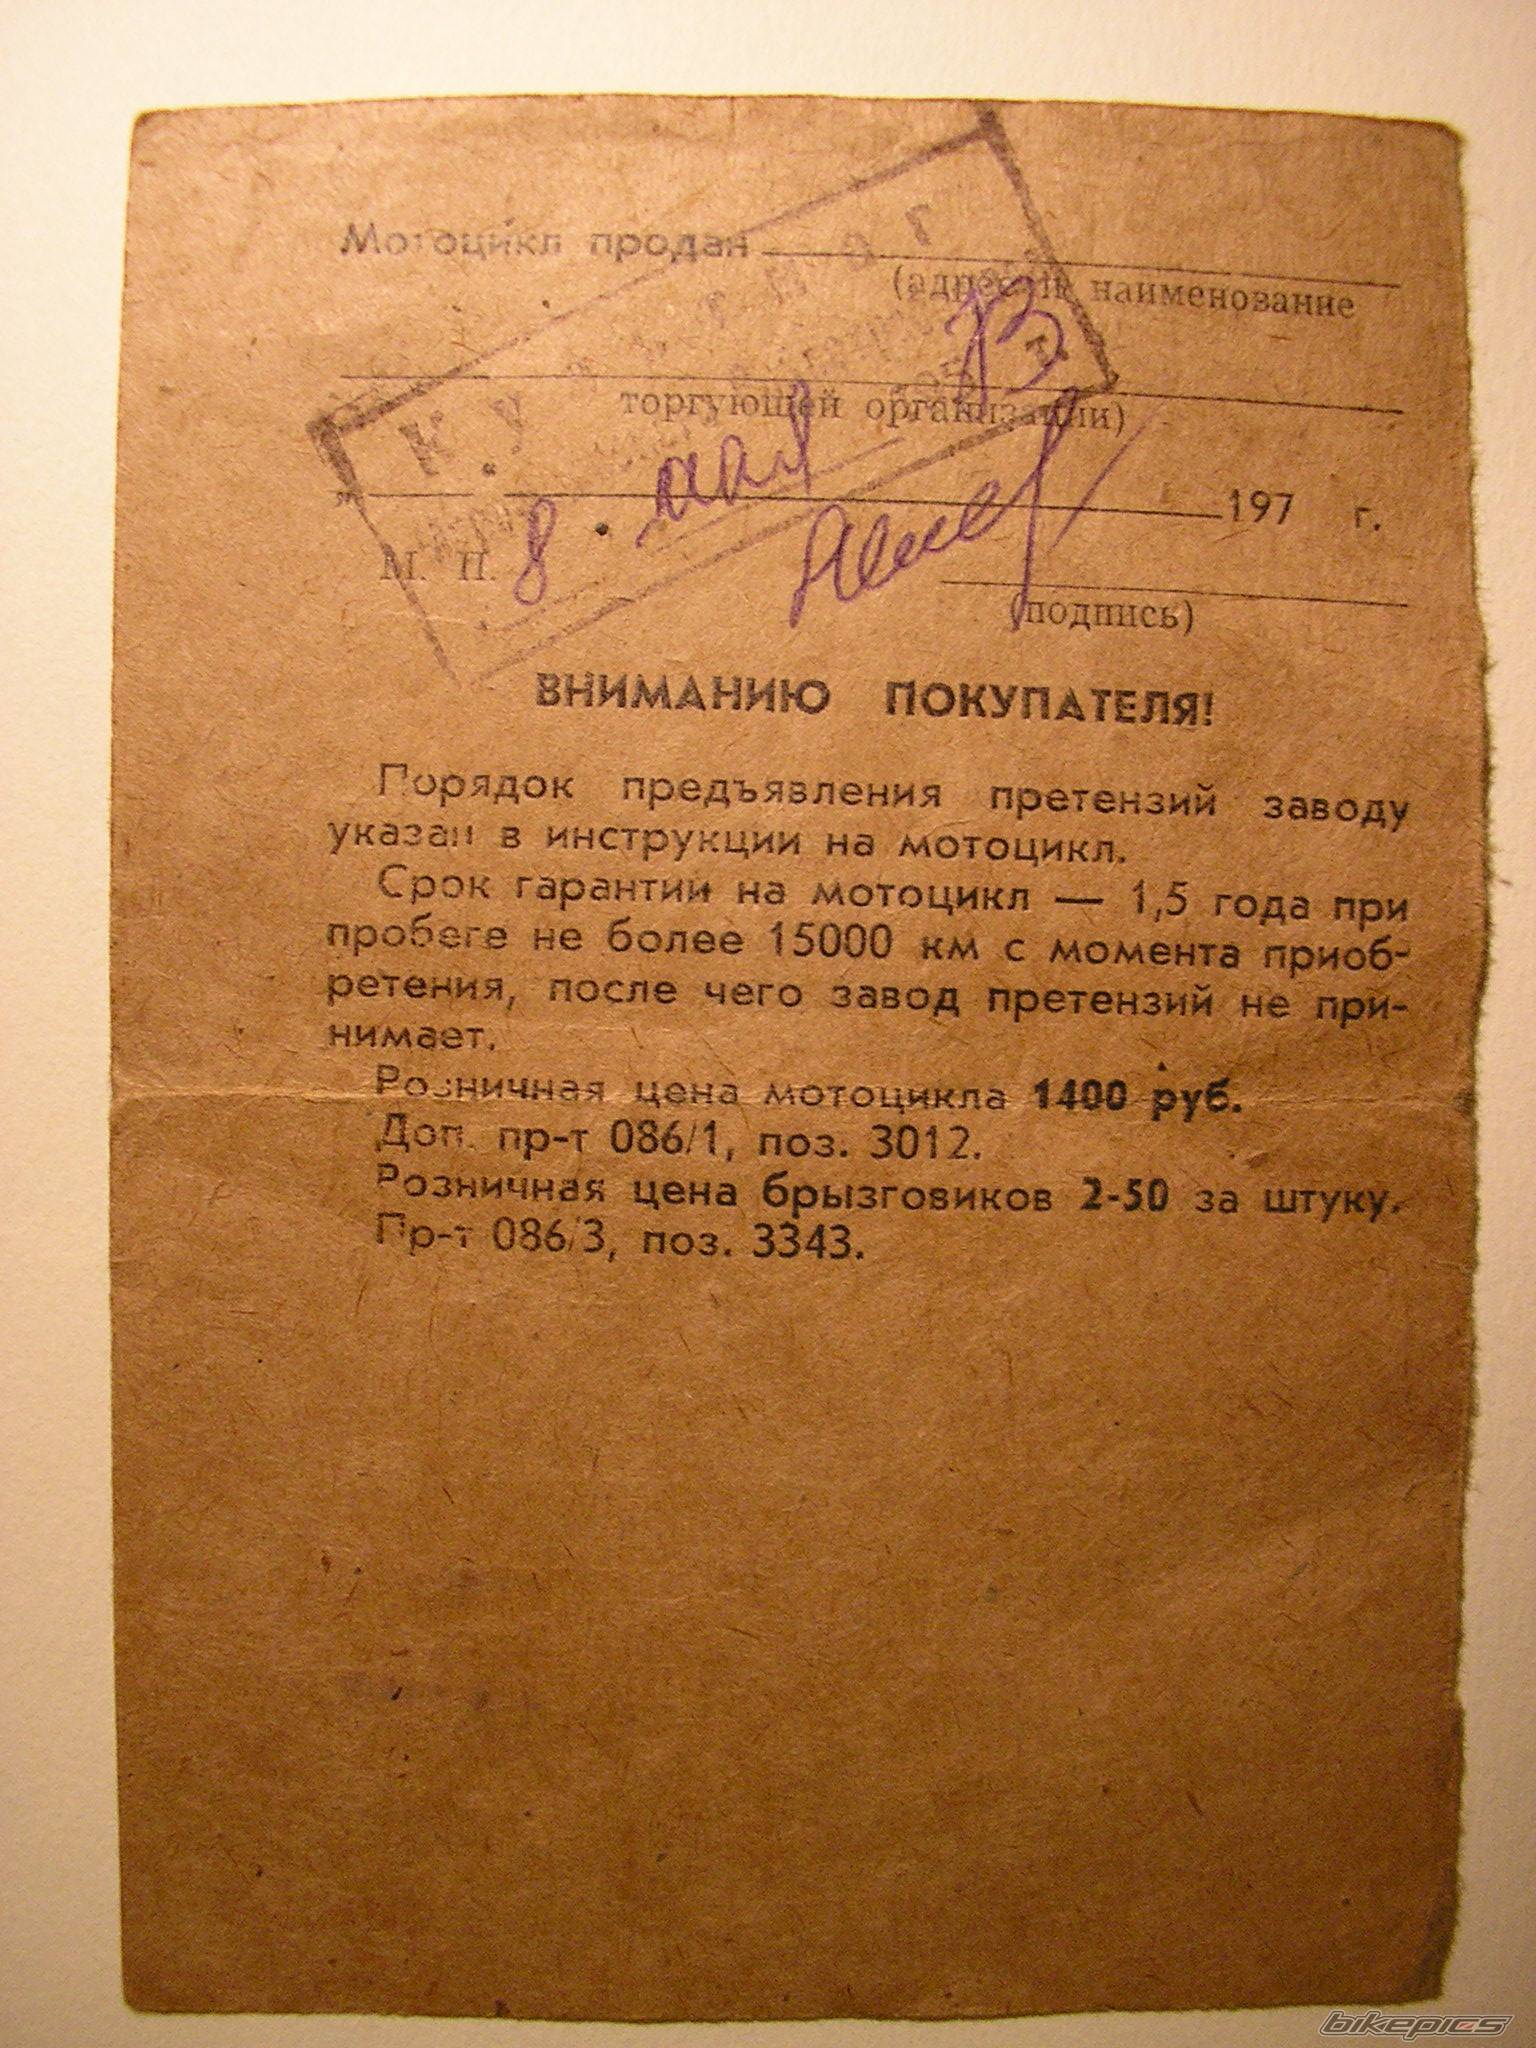 Мотоцикл продан
(адрес и наименование
торгующей организации)
73
8 мая
" " 197 г.
М. П.
(подпись)
ВНИМАНИЮ ПОКУПАТЕЛЯ!
Порядок предъявления претензий заводу
указан в инструкции на мотоцикл.
Срок гарантии на мотоцикл — 1,5 года при
пробеге не более 15000 км с момента приоб-
ретения, после чего завод претензий не при-
нимает.
Розничная цена мотоцикла 1400 руб.
Доп. пр-т 086/1, поз. 3012.
Розничная цена брызговиков 2-50 за штуку.
Пр-т 086/3, поз. 3343.
bikepics